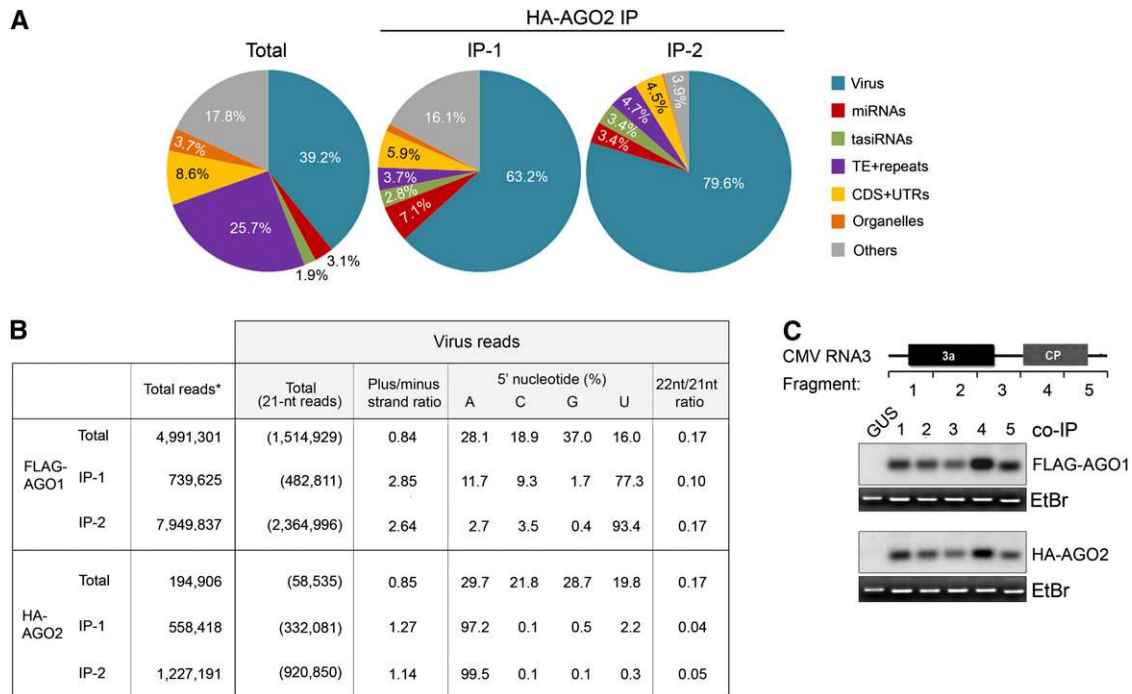 A
HA-AGO2 IP
Total
IP-1
IP-2
17.8%
3.7%
8.6%
25.7%
1.9%
3.1%
39.2%
16.1%
5.9%
3.7%
2.8%
7.1%
63.2%
3.9%
4.5%
4.7%
3.4%
3.4%
79.6%
Virus
miRNAs
tasiRNAs
TE+repeats
CDS+UTRs
Organelles
Others
B
Virus reads
Total reads* Total (21-nt reads) Plus/minus strand ratio 5' nucleotide (%) 22nt/21nt ratio
A C G U
FLAG-AGO1
Total 4,991,301 (1,514,929) 0.84 28.1 18.9 37.0 16.0 0.17
IP-1 739,625 (482,811) 2.85 11.7 9.3 1.7 77.3 0.10
IP-2 7,949,837 (2,364,996) 2.64 2.7 3.5 0.4 93.4 0.17
HA-AGO2
Total 194,906 (58,535) 0.85 29.7 21.8 28.7 19.8 0.17
IP-1 558,418 (332,081) 1.27 97.2 0.1 0.5 2.2 0.04
IP-2 1,227,191 (920,850) 1.14 99.5 0.1 0.1 0.3 0.05
C
CMV RNA3 3a CP
Fragment: 1 2 3 4 5
GUS 1 2 3 4 5 co-IP
FLAG-AGO1
EtBr
HA-AGO2
EtBr